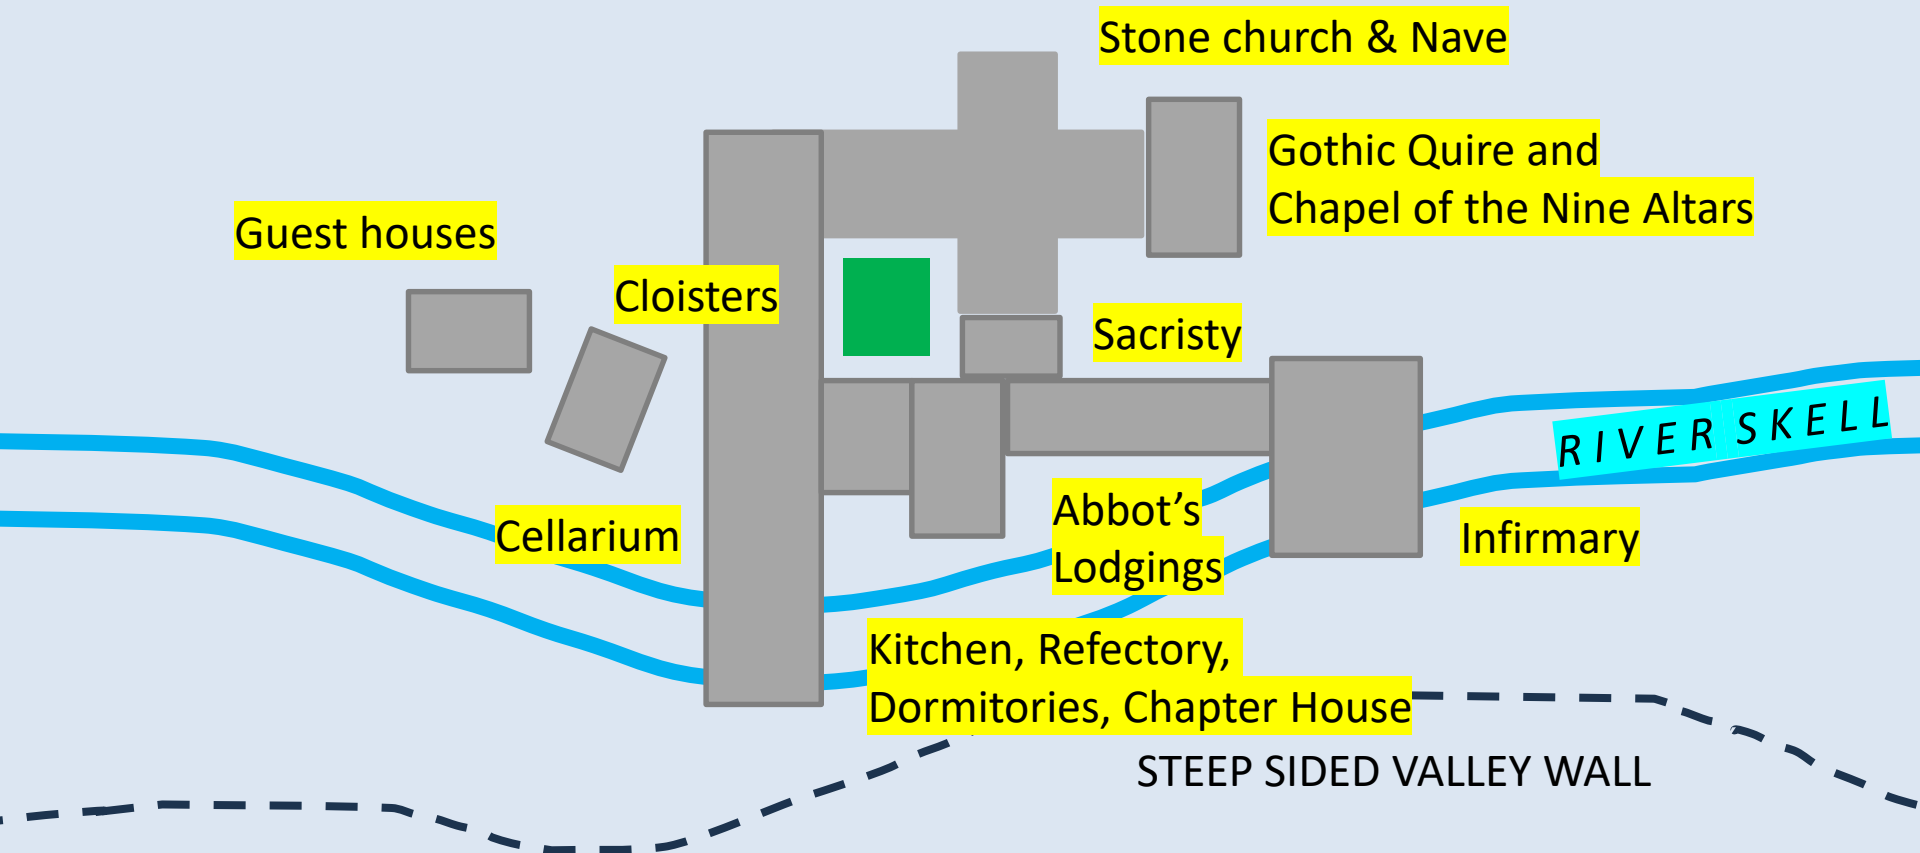 Stone church & Nave
Gothic Quire and
Chapel of the Nine Altars
Guest houses
Cloisters
Sacristy
RIVER SKELL
Cellarium
Abbot’s
Lodgings
Infirmary
Kitchen, Refectory,
Dormitories, Chapter House
STEEP SIDED VALLEY WALL